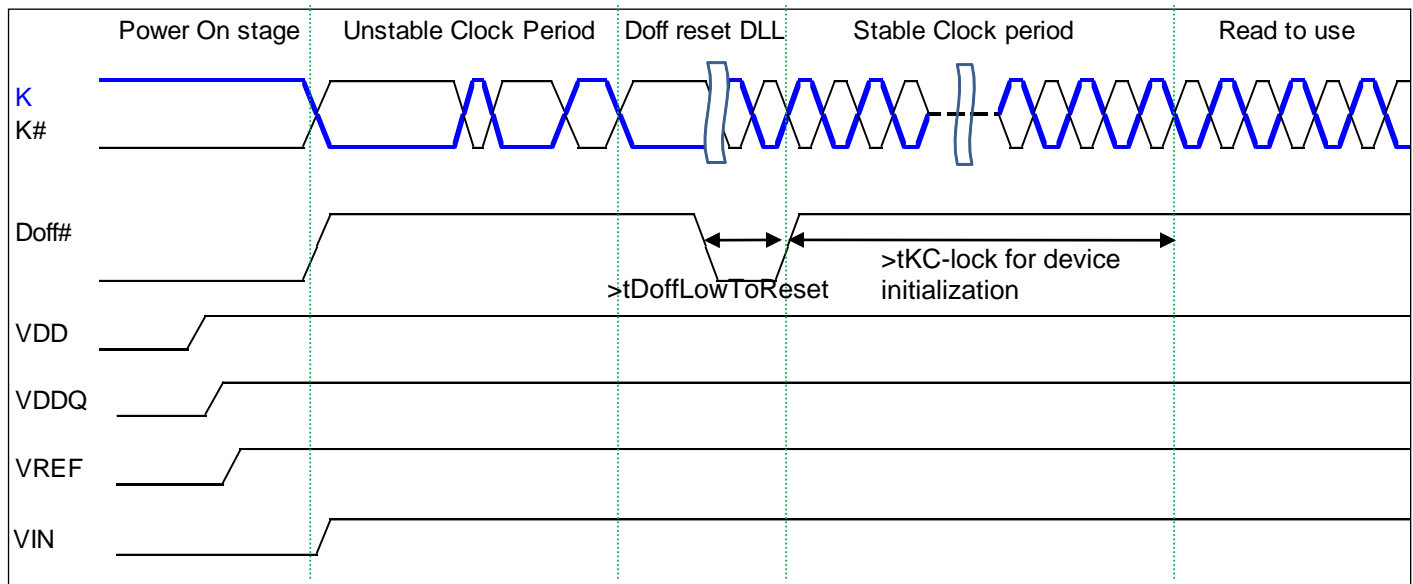 Power On stage
Unstable Clock Period
Doff reset DLL
Stable Clock period
Read to use
K
K#
Doff#
>tDoffLowToReset
>tKC-lock for device
initialization
VDD
VDDQ
VREF
VIN